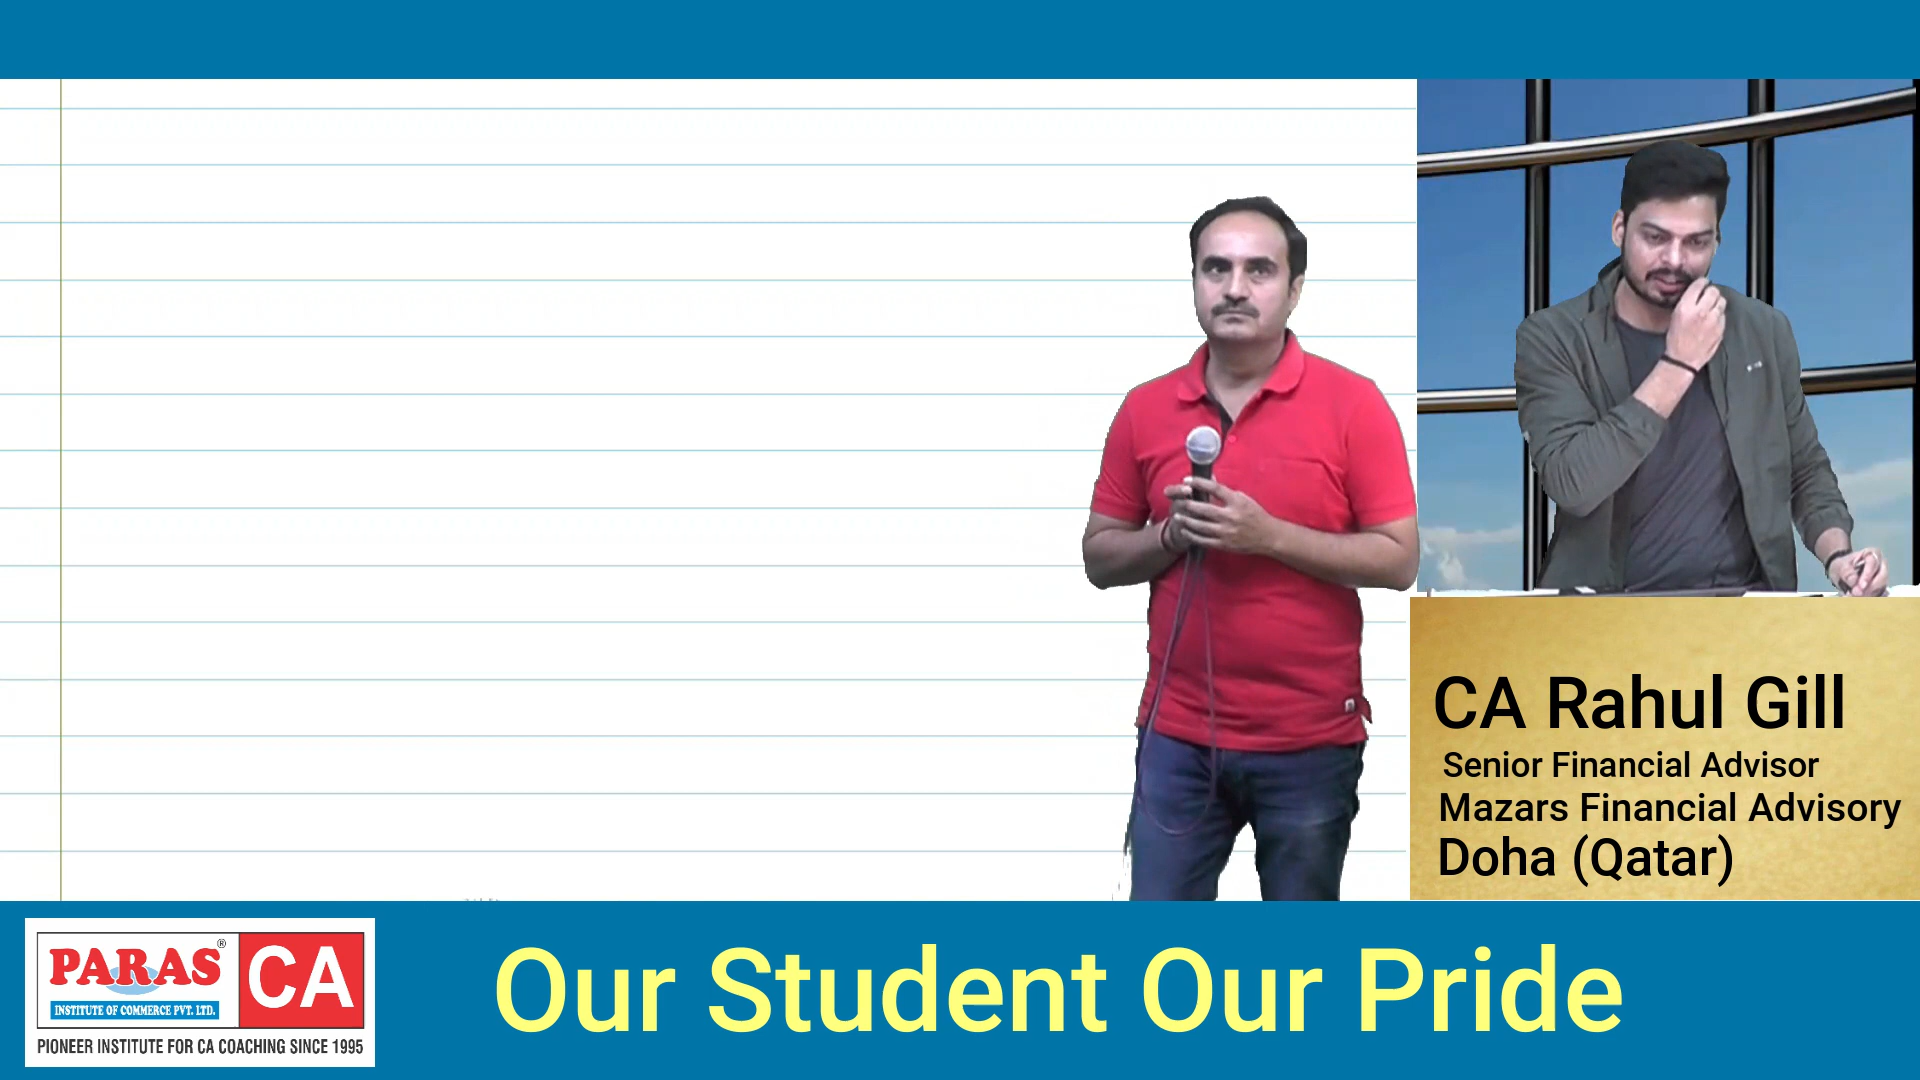 CA Rahul Gill
Senior Financial Advisor
Mazars Financial Advisory
Doha (Qatar)
PARAS® CA
INSTITUTE OF COMMERCE PVT. LTD.
PIONEER INSTITUTE FOR CA COACHING SINCE 1995
Our Student Our Pride